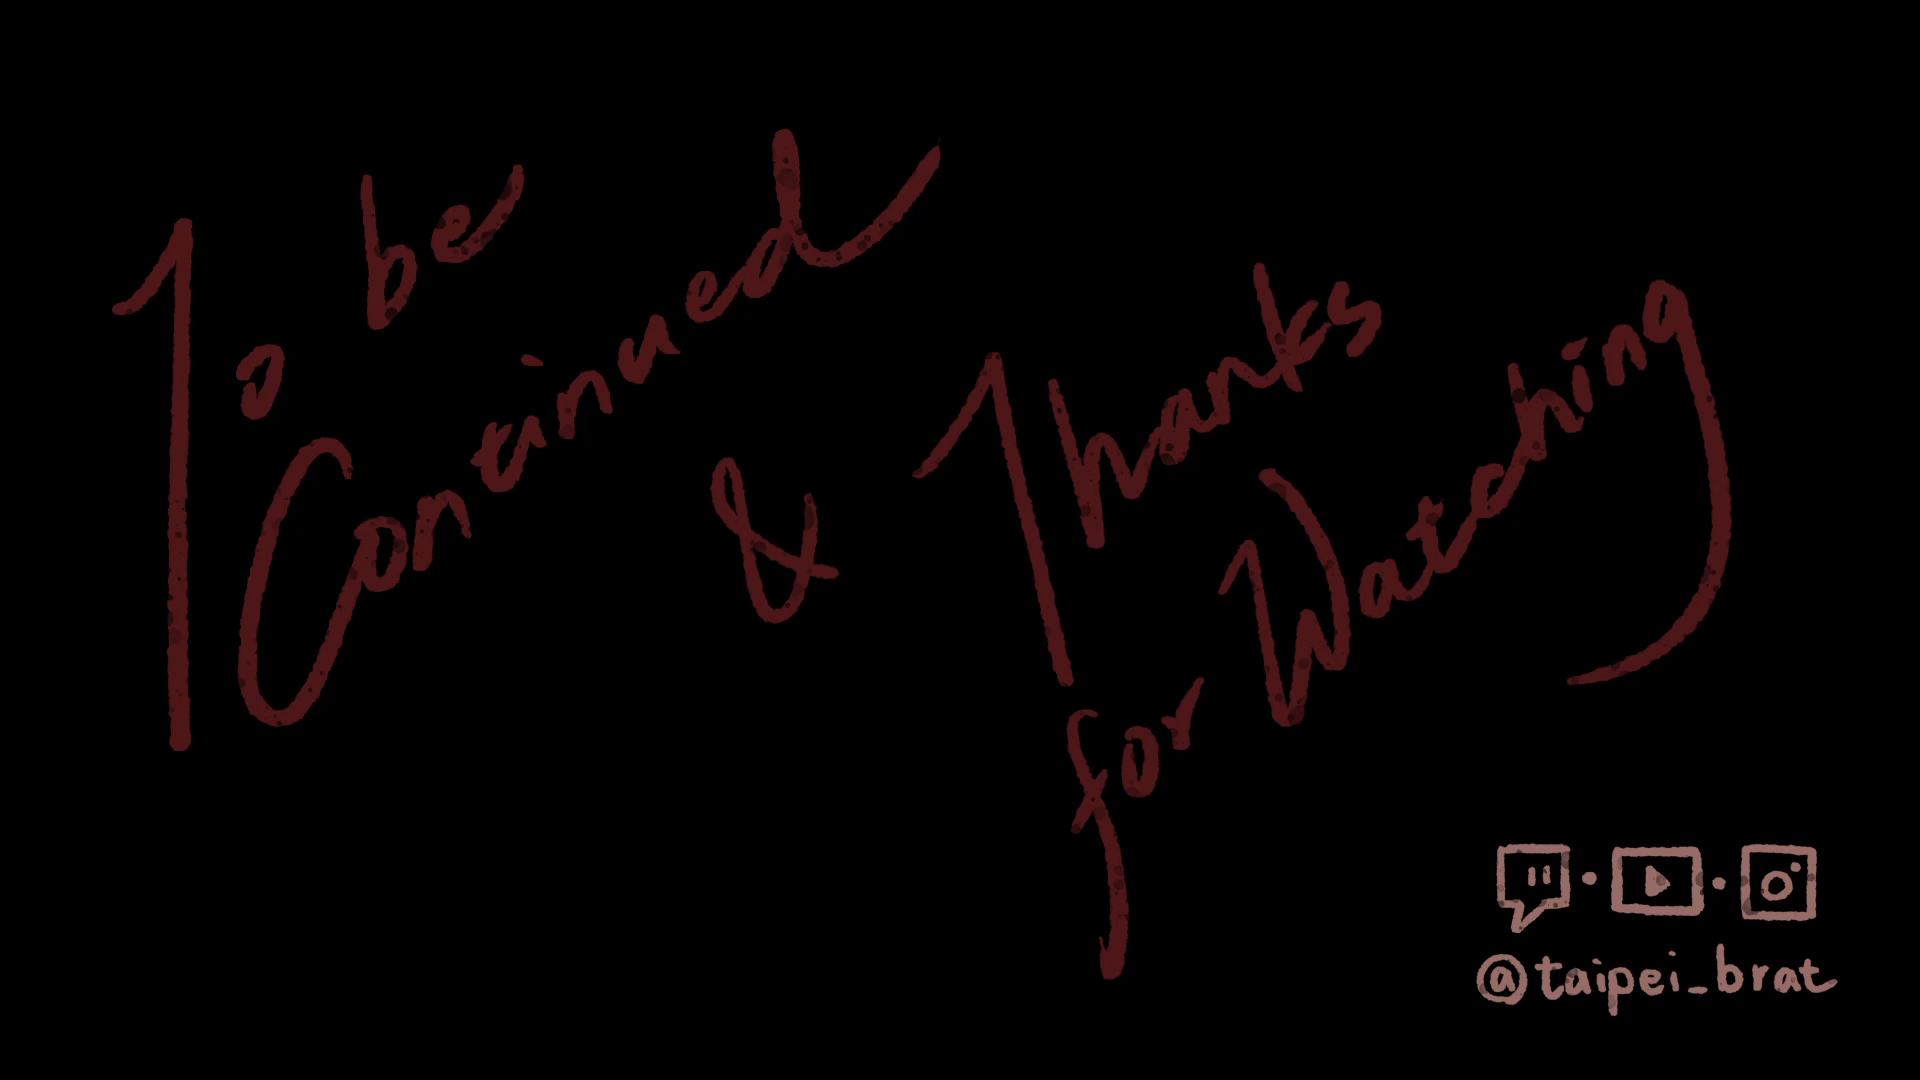 To be
Continued
&
Thanks
for Watching
@taipei_brat